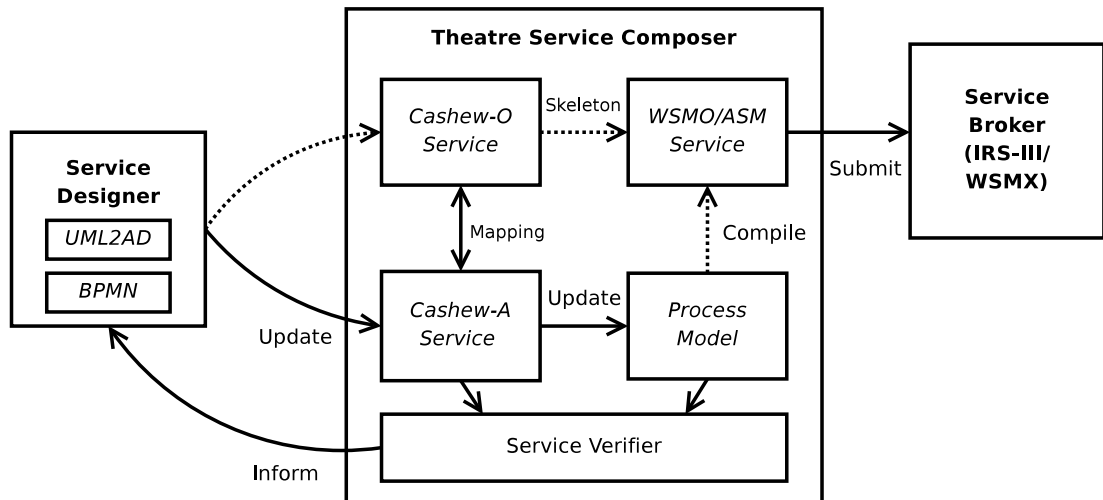 Theatre Service Composer
Service
Designer
UML2AD
BPMN
Cashew-O
Service
Skeleton
WSMO/ASM
Service
Submit
Service
Broker
(IRS-III/
WSMX)
Mapping
Compile
Update
Cashew-A
Service
Update
Process
Model
Service Verifier
Inform